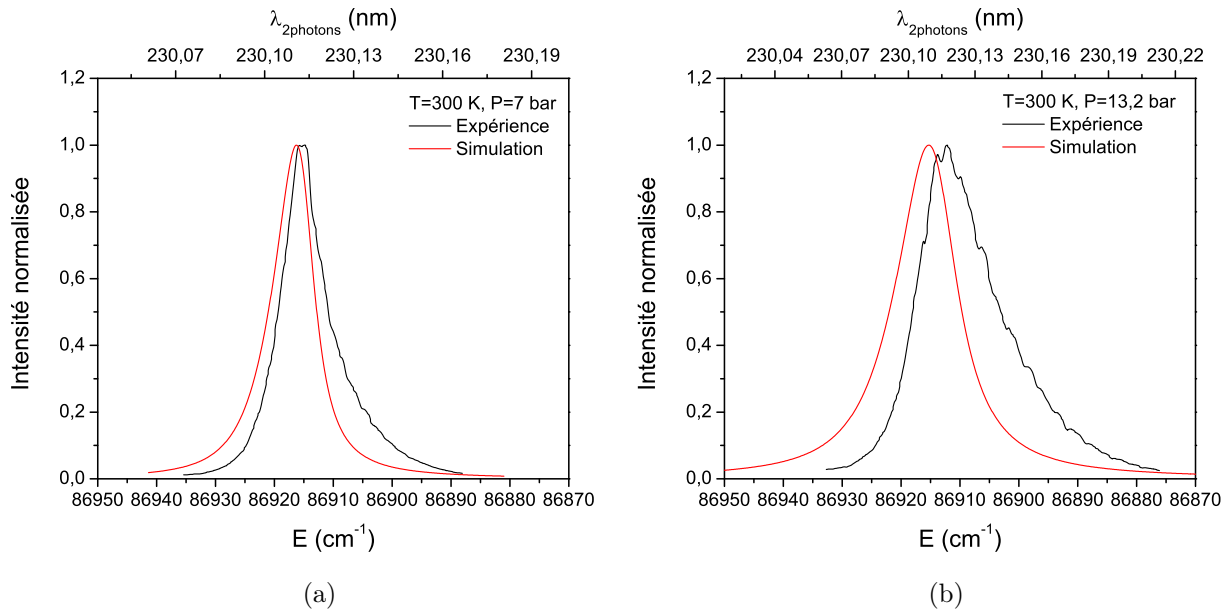 λ2photons (nm)
230,07 230,10 230,13 230,16 230,19
1,2
1,0
0,8
0,6
0,4
0,2
0,0
Intensité normalisée
T=300 K, P=7 bar
Expérience
Simulation
86950 86940 86930 86920 86910 86900 86890 86880 86870
E (cm-1)
(a)
λ2photons (nm)
230,04 230,07 230,10 230,13 230,16 230,19 230,22
1,2
1,0
0,8
0,6
0,4
0,2
0,0
Intensité normalisée
T=300 K, P=13,2 bar
Expérience
Simulation
86950 86940 86930 86920 86910 86900 86890 86880 86870
E (cm-1)
(b)